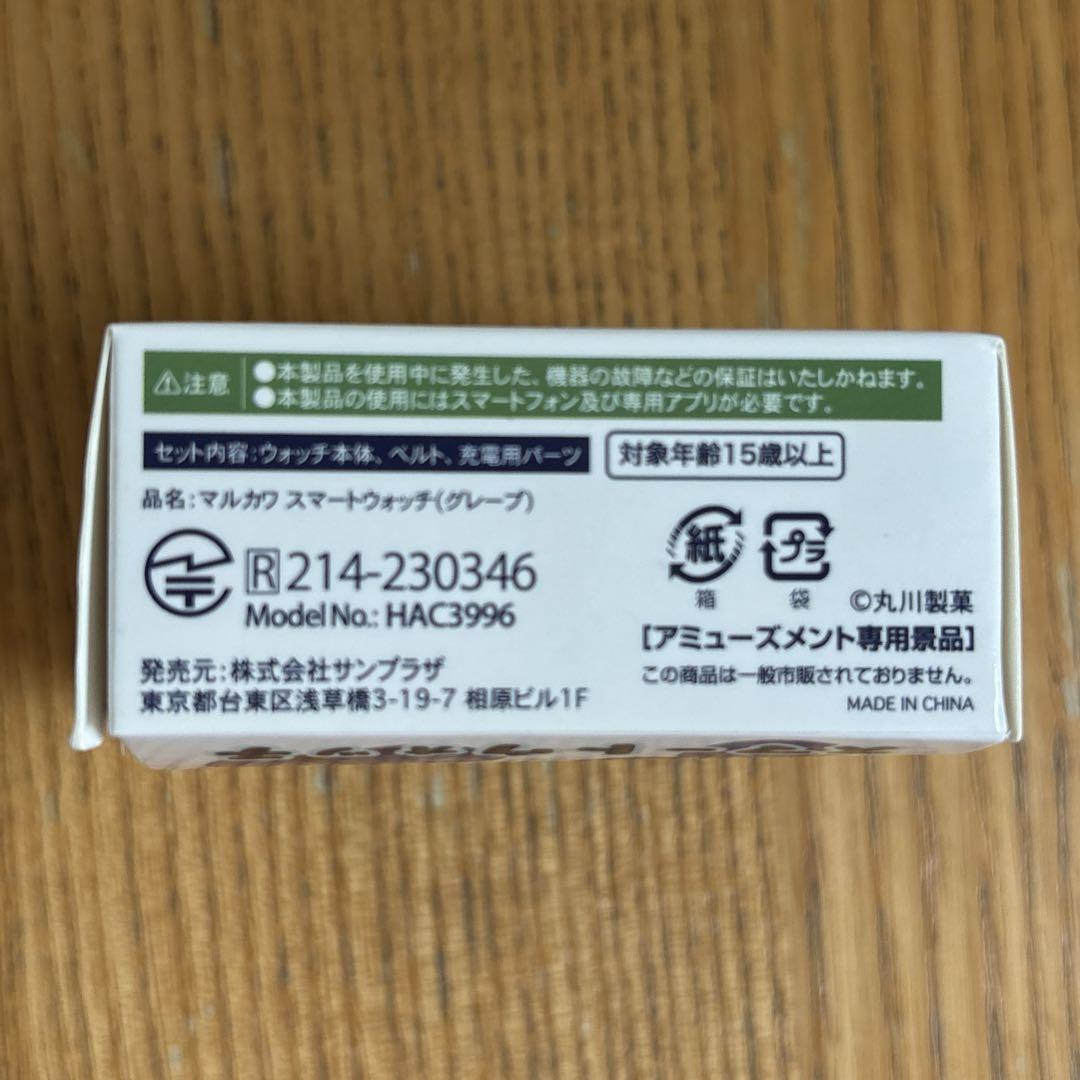 ⚠注意
●本製品を使用中に発生した、機器の故障などの保証はいたしかねます。
●本製品の使用にはスマートフォン及び専用アプリが必要です。
セット内容:ウォッチ本体、ベルト、充電用パーツ
対象年齢15歳以上
品名:マルカワ スマートウォッチ(グレープ)
R 214-230346
Model No.: HAC3996
紙
箱
プラ
袋
©丸川製菓
[アミューズメント専用景品]
この商品は一般市販されておりません。
MADE IN CHINA
発売元:株式会社サンプラザ
東京都台東区浅草橋3-19-7 相原ビル1F
スマートウォッチ